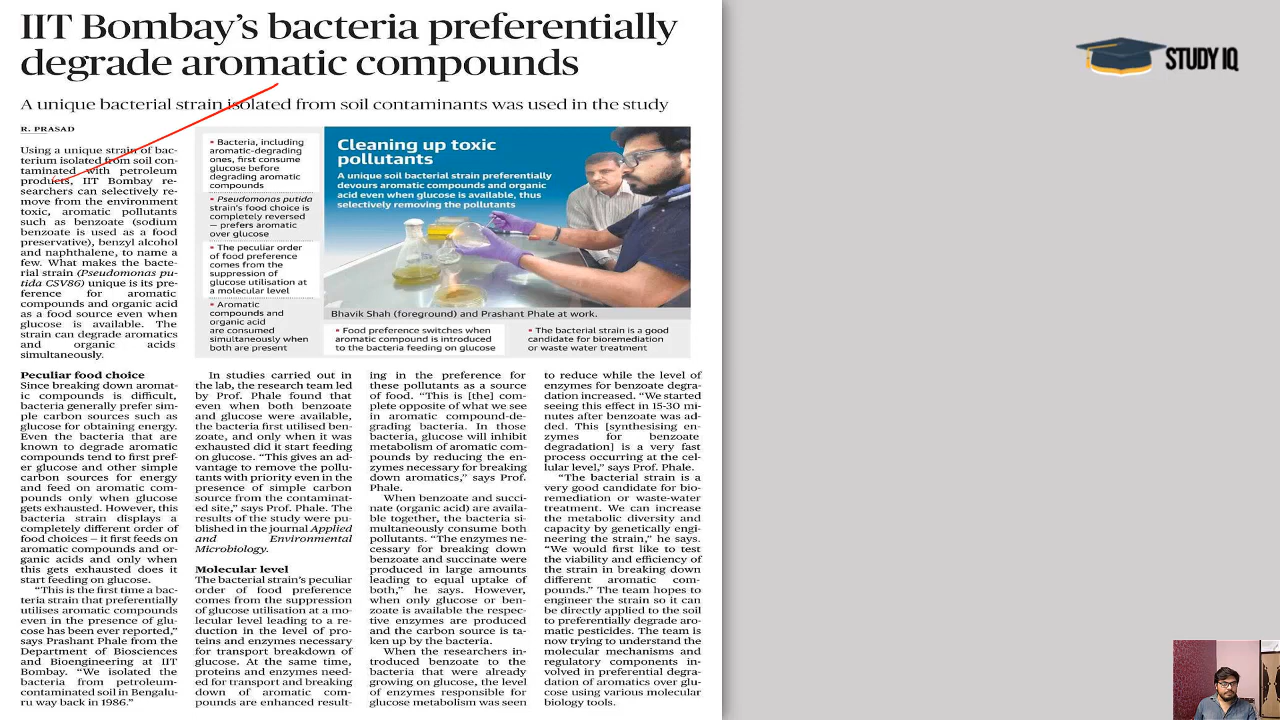 IIT Bombay's bacteria preferentially
degrade aromatic compounds
A unique bacterial strain isolated from soil contaminants was used in the study
R. PRASAD
Using a unique strain of bac-
terium isolated from soil con-
taminated with petroleum
products, IIT Bombay re-
searchers can selectively re-
move from the environment
toxic, aromatic pollutants
such as benzoate (sodium
benzoate is used as a food
preservative), benzyl alcohol
and naphthalene, to name a
few. What makes the bacte-
rial strain (Pseudomonas pu-
tida CSV86) unique is its pre-
ference for aromatic
compounds and organic acid
as a food source even when
glucose is available. The
strain can degrade aromatics
and organic acids
simultaneously.
Peculiar food choice
Since breaking down aromat-
ic compounds is difficult,
bacteria generally prefer sim-
ple carbon sources such as
glucose for obtaining energy.
Even the bacteria that are
known to degrade aromatic
compounds tend to first pref-
er glucose and other simple
carbon sources for energy
and feed on aromatic com-
pounds only when glucose
gets exhausted. However, this
bacteria strain displays a
completely different order of
food choices – it first feeds on
aromatic compounds and or-
ganic acids and only when
this gets exhausted does it
start feeding on glucose.
"This is the first time a bac-
teria strain that preferentially
utilises aromatic compounds
even in the presence of glu-
cose has been ever reported,"
says Prashant Phale from the
Department of Biosciences
and Bioengineering at IIT
Bombay. "We isolated the
bacteria from petroleum-
contaminated soil in Bengalu-
ru way back in 1986."
• Bacteria, including
aromatic-degrading
ones, first consume
glucose before
degrading aromatic
compounds
• Pseudomonas putida
strain's food choice is
completely reversed
— prefers aromatic
over glucose
• The peculiar order
of food preference
comes from the
suppression of
glucose utilisation at
a molecular level
• Aromatic
compounds and
organic acid
are consumed
simultaneously when
both are present
Cleaning up toxic
pollutants
A unique soil bacterial strain preferentially
devours aromatic compounds and organic
acid even when glucose is available, thus
selectively removing the pollutants
Bhavik Shah (foreground) and Prashant Phale at work.
• Food preference switches when
aromatic compound is introduced
to the bacteria feeding on glucose
• The bacterial strain is a good
candidate for bioremediation
or waste water treatment
In studies carried out in
the lab, the research team led
by Prof. Phale found that
even when both benzoate
and glucose were available,
the bacteria first utilised ben-
zoate, and only when it was
exhausted did it start feeding
on glucose. "This gives an ad-
vantage to remove the pollu-
tants with priority even in the
presence of simple carbon
source from the contaminat-
ed site," says Prof. Phale. The
results of the study were pu-
blished in the journal Applied
and Environmental
Microbiology.
Molecular level
The bacterial strain's peculiar
order of food preference
comes from the suppression
of glucose utilisation at a mo-
lecular level leading to a re-
duction in the level of pro-
teins and enzymes necessary
for transport breakdown of
glucose. At the same time,
proteins and enzymes need-
ed for transport and breaking
down of aromatic com-
pounds are enhanced result-
ing in the preference for
these pollutants as a source
of food. "This is [the] com-
plete opposite of what we see
in aromatic compound-de-
grading bacteria. In those
bacteria, glucose will inhibit
metabolism of aromatic com-
pounds by reducing the en-
zymes necessary for breaking
down aromatics," says Prof.
Phale.
When benzoate and succi-
nate (organic acid) are availa-
ble together, the bacteria si-
multaneously consume both
pollutants. "The enzymes ne-
cessary for breaking down
benzoate and succinate were
produced in large amounts
leading to equal uptake of
both," he says. However,
when only glucose or ben-
zoate is available the respec-
tive enzymes are produced
and the carbon source is ta-
ken up by the bacteria.
When the researchers in-
troduced benzoate to the
bacteria that were already
growing on glucose, the level
of enzymes responsible for
glucose metabolism was seen
to reduce while the level of
enzymes for benzoate degra-
dation increased. "We started
seeing this effect in 15-30 mi-
nutes after benzoate was ad-
ded. This [synthesising en-
zymes for benzoate
degradation] is a very fast
process occurring at the cel-
lular level," says Prof. Phale.
"The bacterial strain is a
very good candidate for bio-
remediation or waste-water
treatment. We can increase
the metabolic diversity and
capacity by genetically engi-
neering the strain," he says.
"We would first like to test
the viability and efficiency of
the strain in breaking down
different aromatic com-
pounds." The team hopes to
engineer the strain so it can
be directly applied to the soil
to preferentially degrade aro-
matic pesticides. The team is
now trying to understand the
molecular mechanisms and
regulatory components in-
volved in preferential degra-
dation of aromatics over glu-
cose using various molecular
biology tools.
STUDY IQ